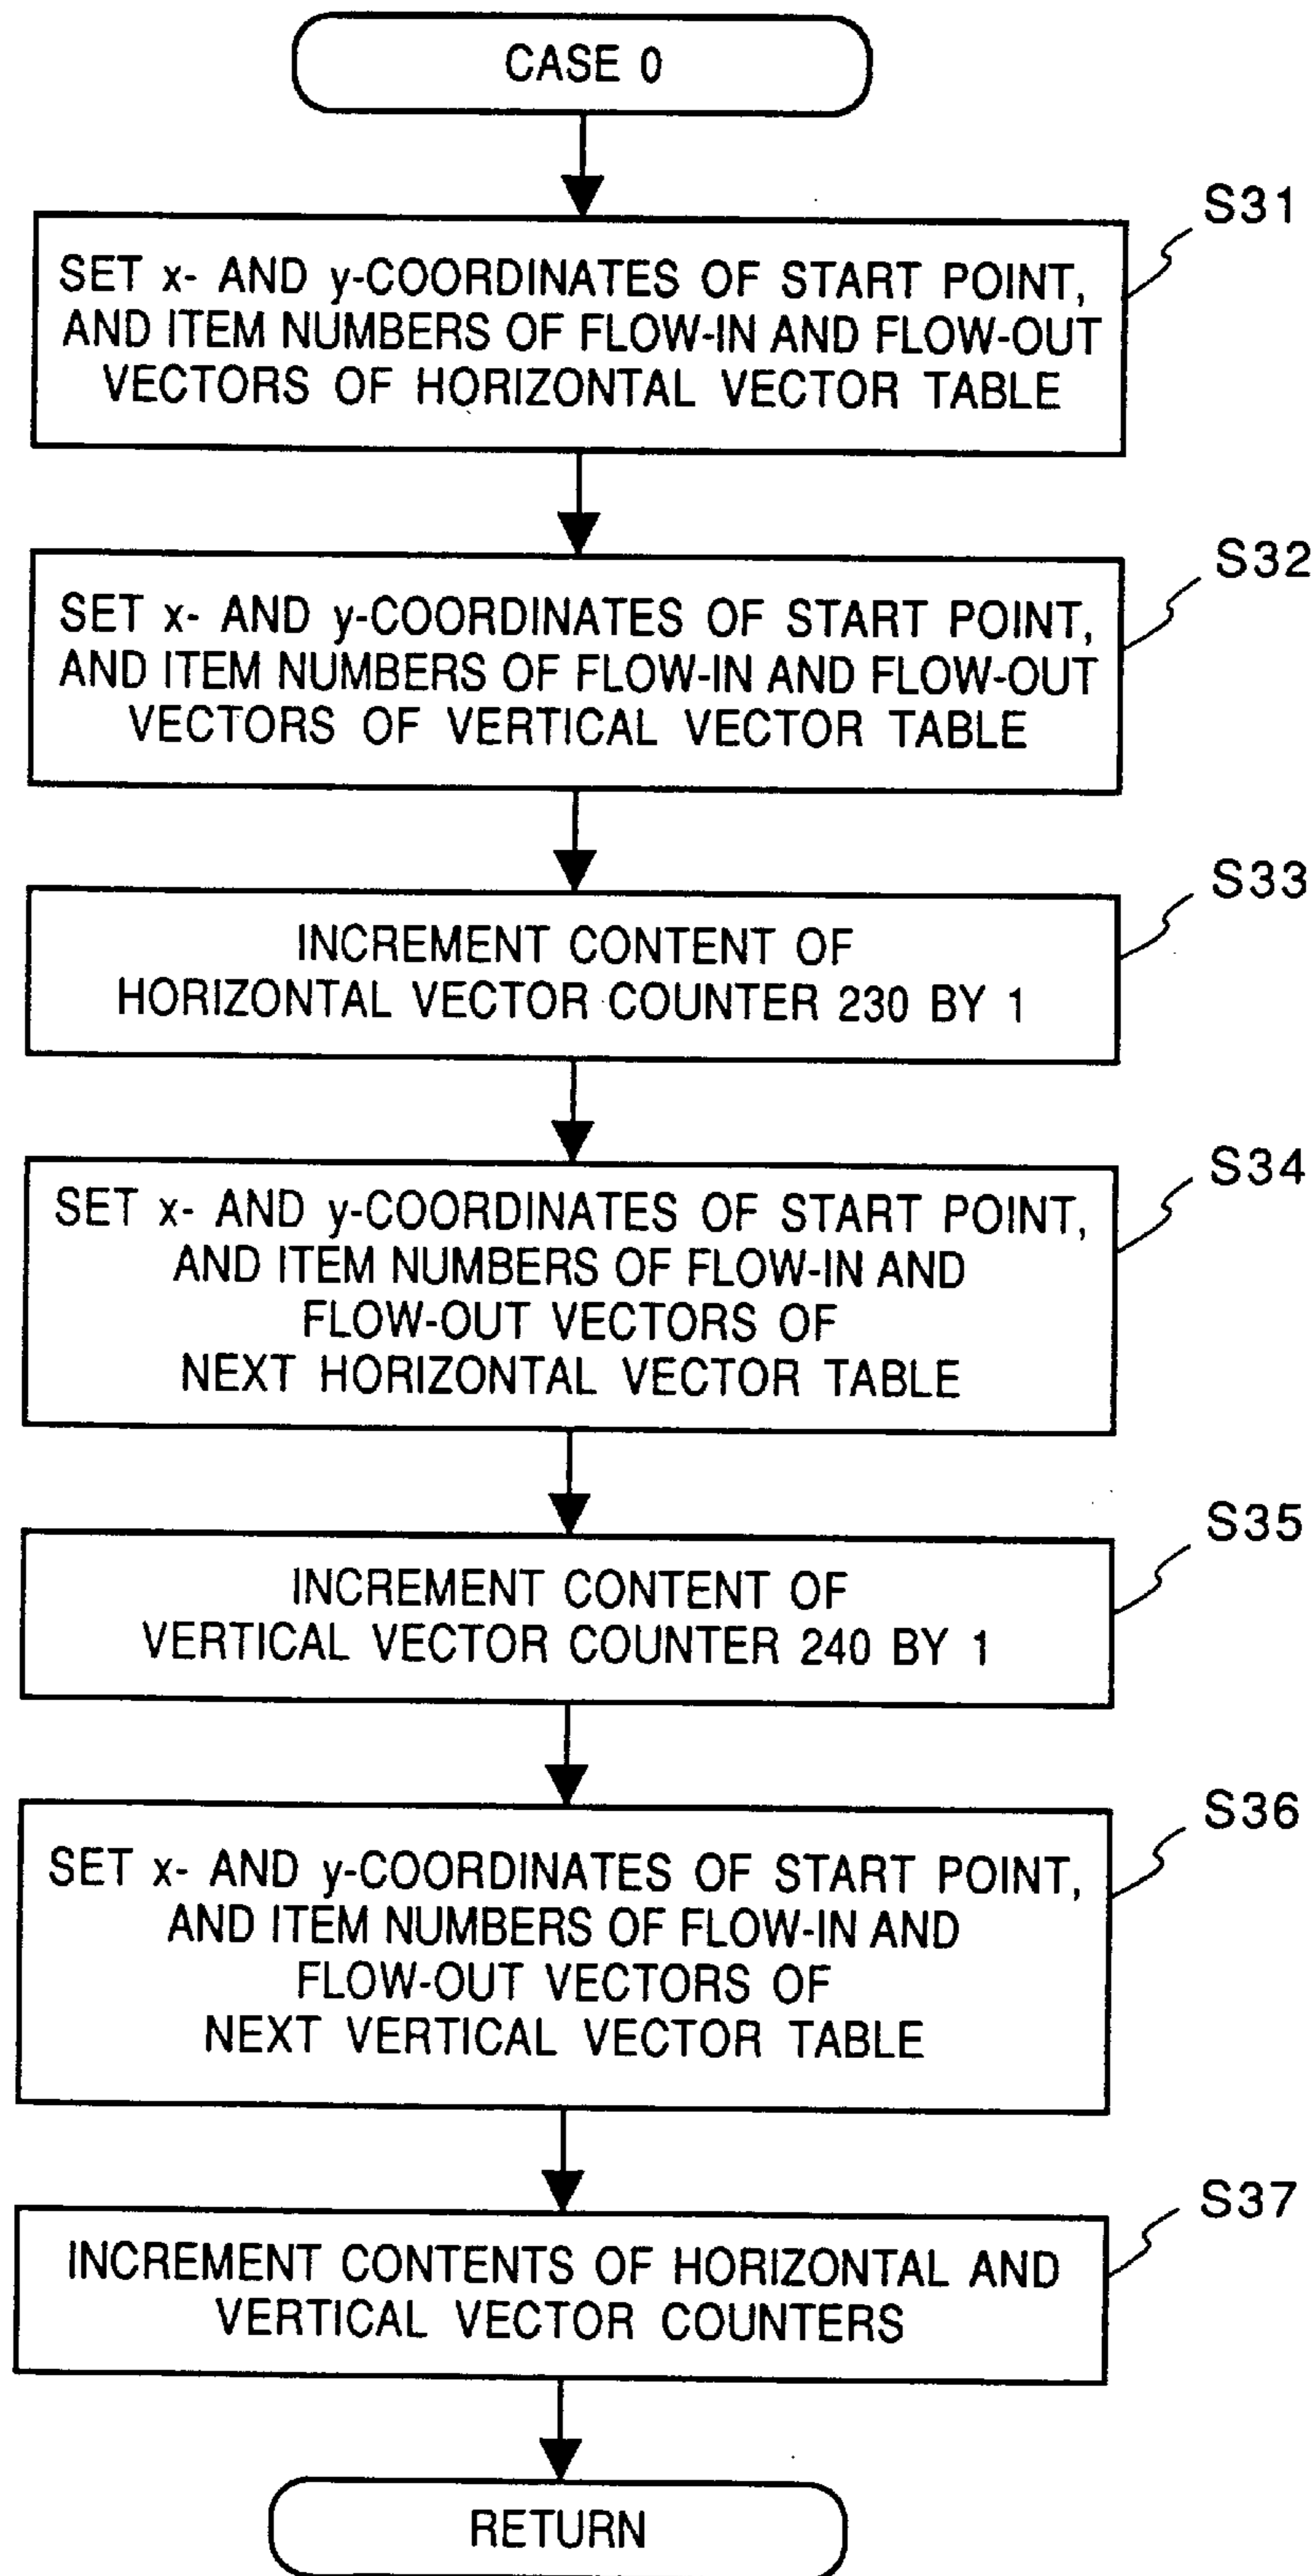 CASE 0
S31
SET x- AND y-COORDINATES OF START POINT,
AND ITEM NUMBERS OF FLOW-IN AND FLOW-OUT
VECTORS OF HORIZONTAL VECTOR TABLE
S32
SET x- AND y-COORDINATES OF START POINT,
AND ITEM NUMBERS OF FLOW-IN AND FLOW-OUT
VECTORS OF VERTICAL VECTOR TABLE
S33
INCREMENT CONTENT OF
HORIZONTAL VECTOR COUNTER 230 BY 1
S34
SET x- AND y-COORDINATES OF START POINT,
AND ITEM NUMBERS OF FLOW-IN AND
FLOW-OUT VECTORS OF
NEXT HORIZONTAL VECTOR TABLE
S35
INCREMENT CONTENT OF
VERTICAL VECTOR COUNTER 240 BY 1
S36
SET x- AND y-COORDINATES OF START POINT,
AND ITEM NUMBERS OF FLOW-IN AND
FLOW-OUT VECTORS OF
NEXT VERTICAL VECTOR TABLE
S37
INCREMENT CONTENTS OF HORIZONTAL AND
VERTICAL VECTOR COUNTERS
RETURN